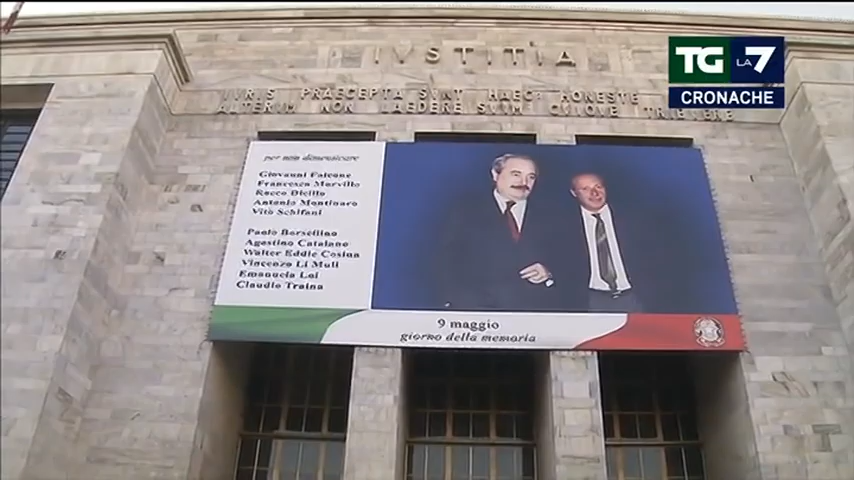 IVSTITIA
IVRIS PRAECEPTA SVNT HAEC HONESTE
ALTERVM NON LAEDERE SVVM CVIQVE TRIBVERE
TG LA7
CRONACHE
per non dimenticare
Giovanni Falcone
Francesca Morvillo
Rocco Dicillo
Antonio Montinaro
Vito Schifani
Paolo Borsellino
Agostino Catalano
Walter Eddie Cosina
Vincenzo Li Muli
Emanuela Loi
Claudio Traina
9 maggio
giorno della memoria